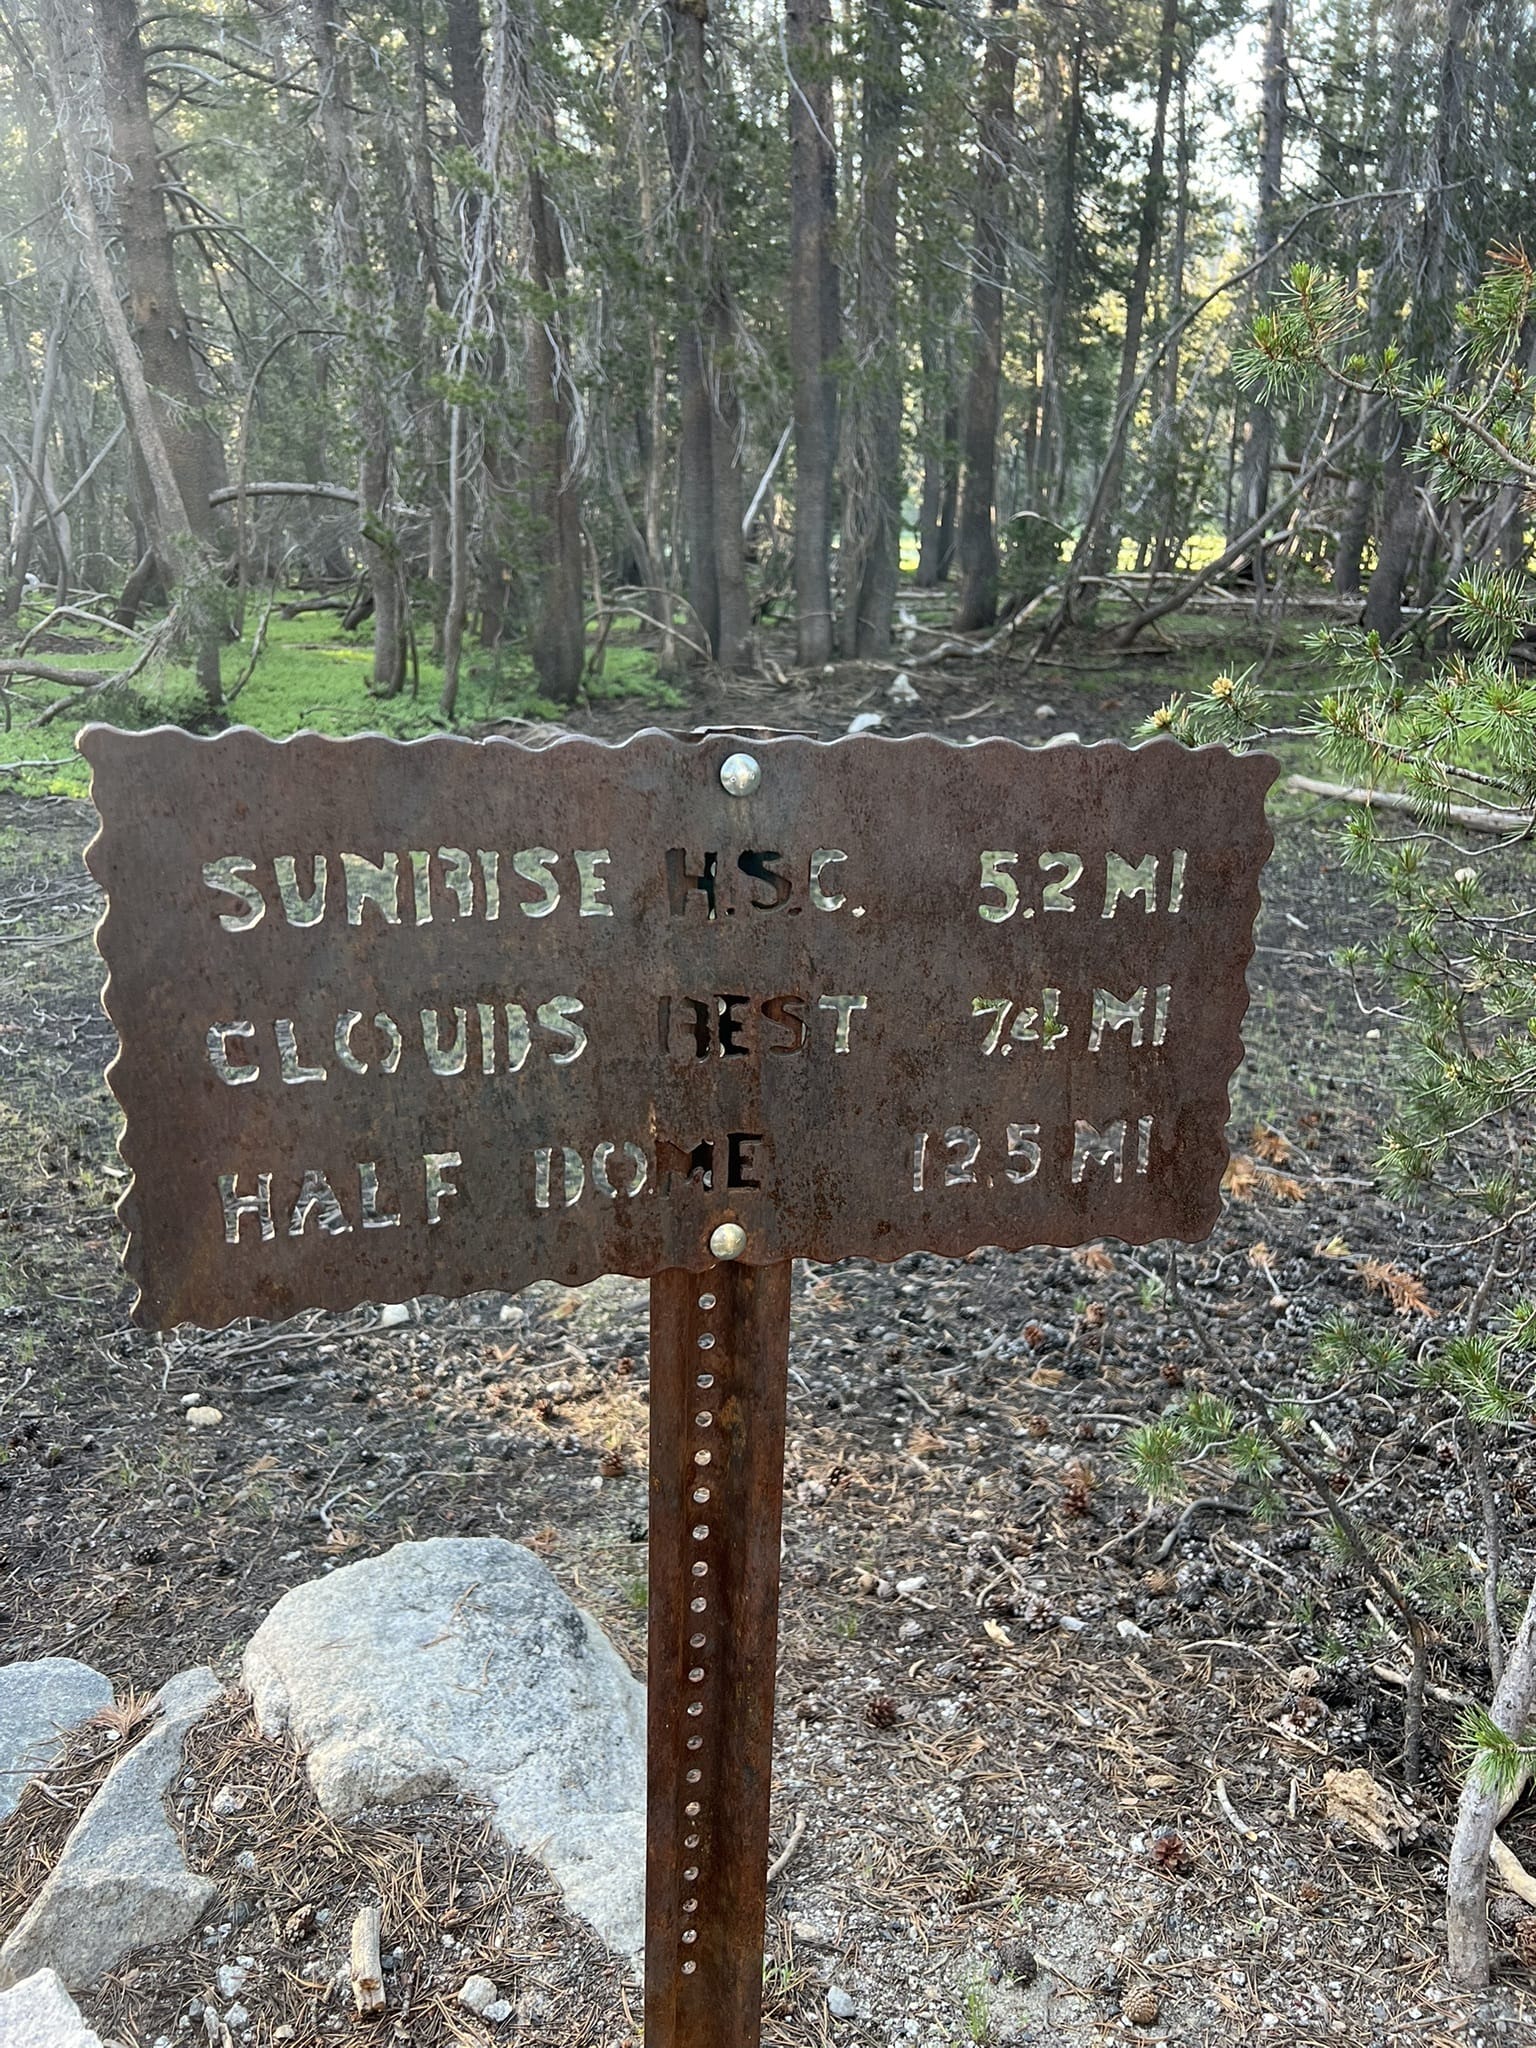 SUNRISE H.S.C. 5.2 MI
CLOUDS REST 7.4 MI
HALF DOME 12.5 MI